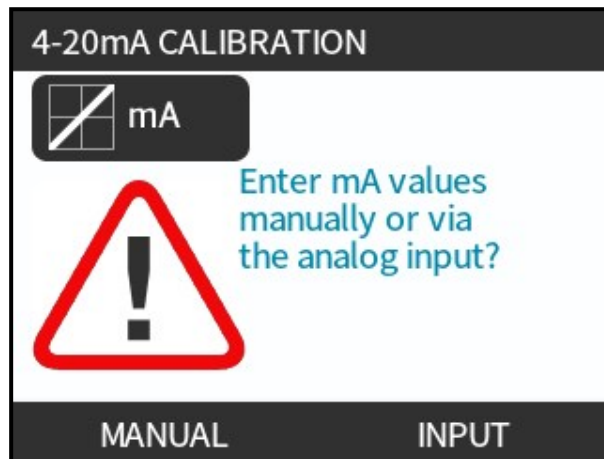 4-20mA CALIBRATION
mA
Enter mA values
manually or via
the analog input?
MANUAL INPUT